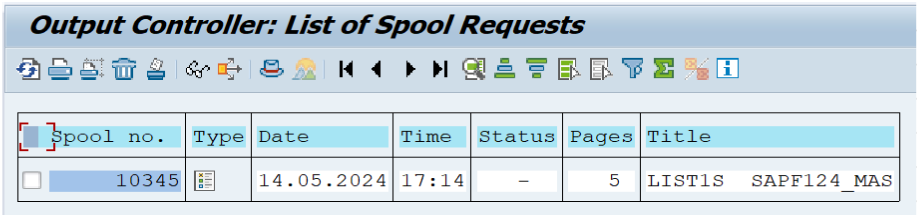 Output Controller: List of Spool Requests
Spool no. Type Date Time Status Pages Title
10345 14.05.2024 17:14 - 5 LIST1S SAPF124_MAS